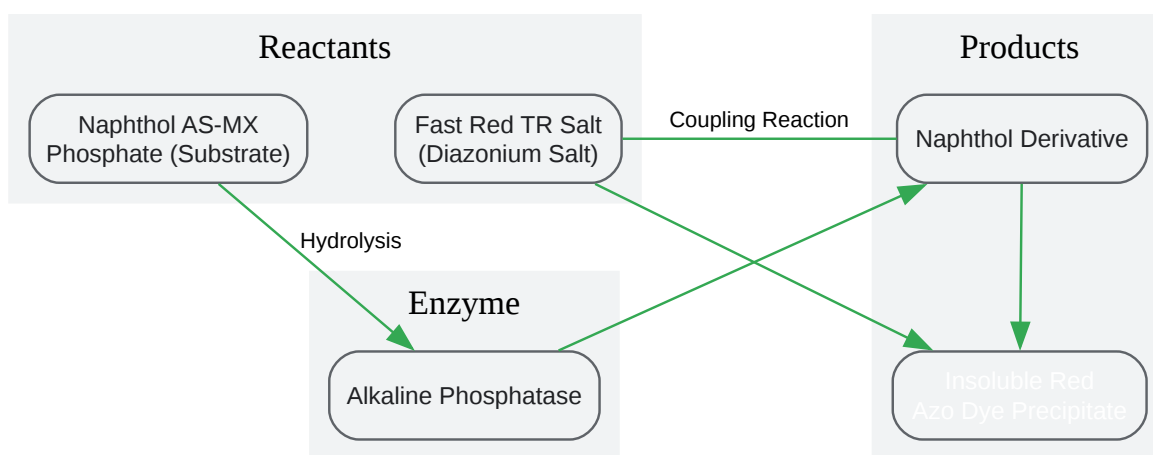 Reactants
Products
Naphthol AS-MX
Phosphate (Substrate)
Fast Red TR Salt
(Diazonium Salt)
Coupling Reaction
Naphthol Derivative
Hydrolysis
Enzyme
Alkaline Phosphatase
Insoluble Red
Azo Dye Precipitate